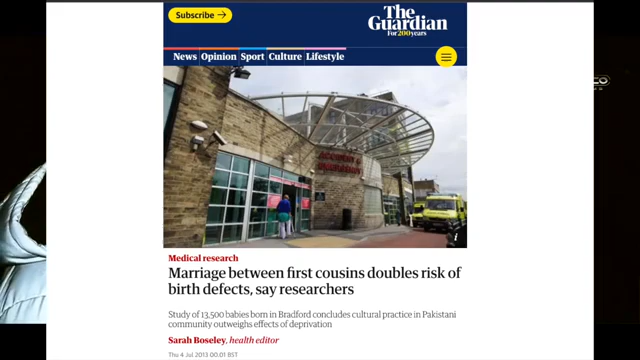 Subscribe →
The
Guardian
For 200 years
News Opinion Sport Culture Lifestyle
ACCIDENT &
EMERGENCY
Medical research
Marriage between first cousins doubles risk of
birth defects, say researchers
Study of 13,500 babies born in Bradford concludes cultural practice in Pakistani
community outweighs effects of deprivation
Sarah Boseley, health editor
Thu 4 Jul 2013 00.01 BST